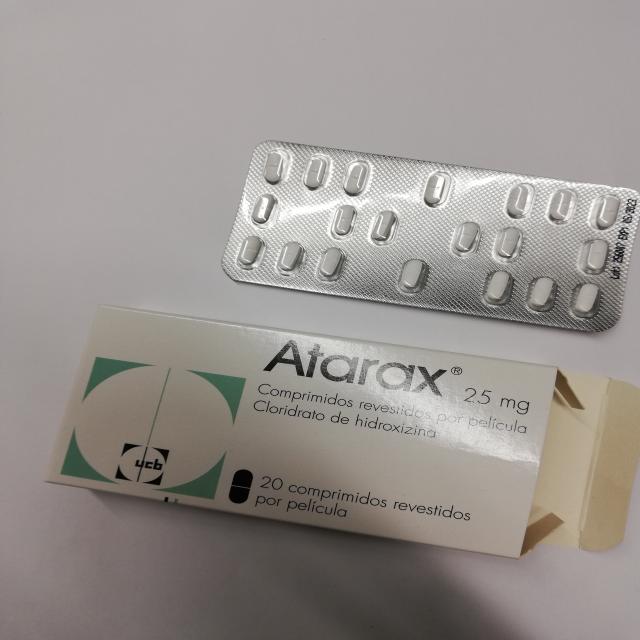 Atarax® 25 mg
Comprimidos revestidos por película
Cloridrato de hidroxizina
ucb
20 comprimidos revestidos
por película